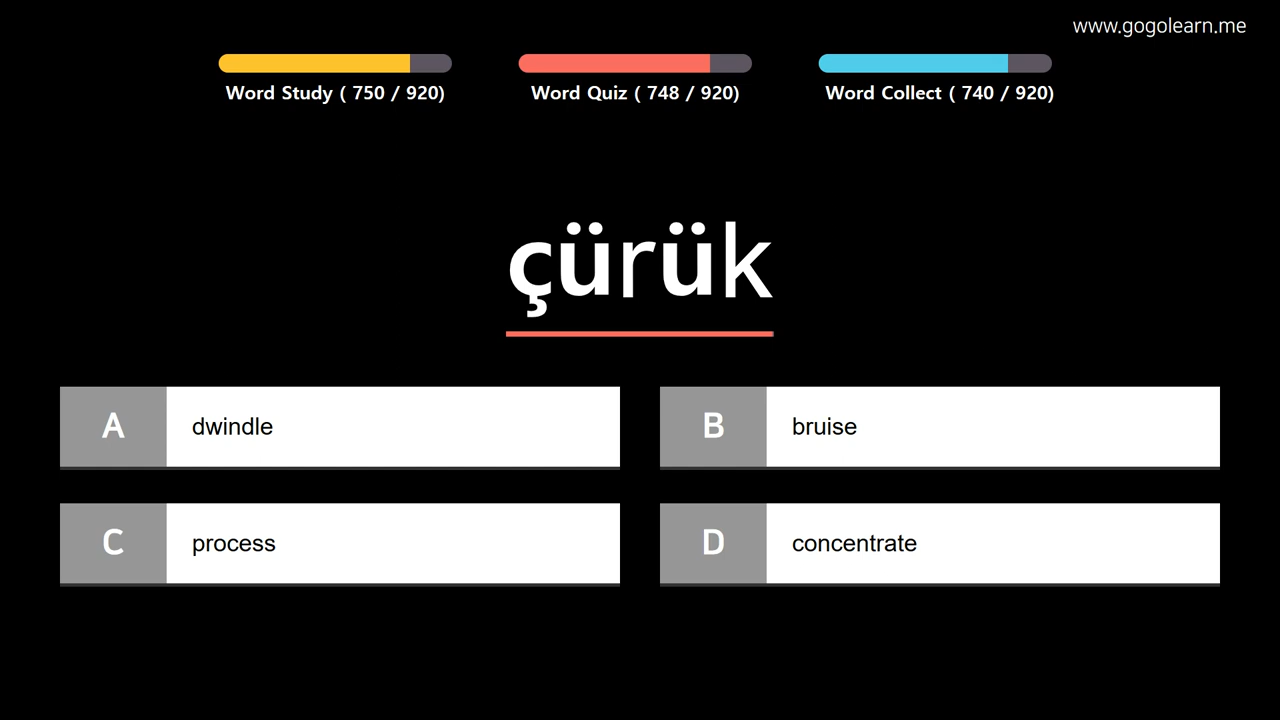 www.gogolearn.me
Word Study ( 750 / 920)
Word Quiz ( 748 / 920)
Word Collect ( 740 / 920)
çürük
A dwindle
B bruise
C process
D concentrate